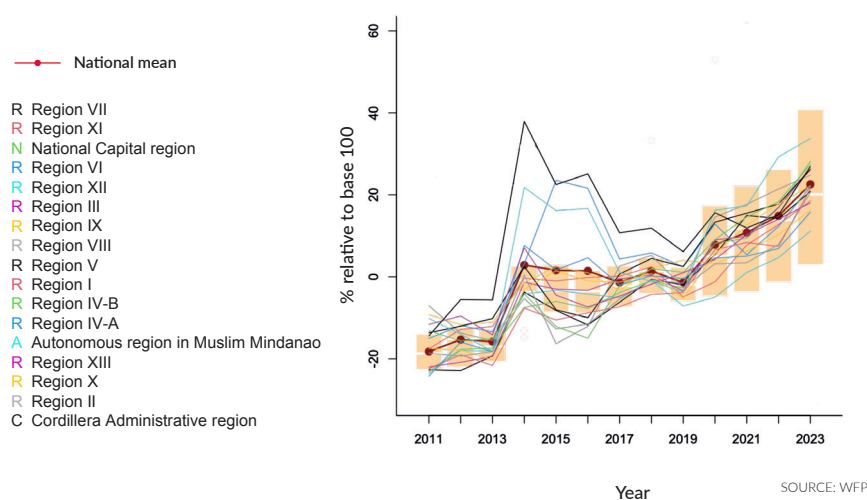 National mean
R Region VII
R Region XI
N National Capital region
R Region VI
R Region XII
R Region III
R Region IX
R Region VIII
R Region V
R Region I
R Region IV-B
R Region IV-A
A Autonomous region in Muslim Mindanao
R Region XIII
R Region X
R Region II
C Cordillera Administrative region
% relative to base 100
60
40
20
0
-20
2011 2013 2015 2017 2019 2021 2023
Year
SOURCE: WFP